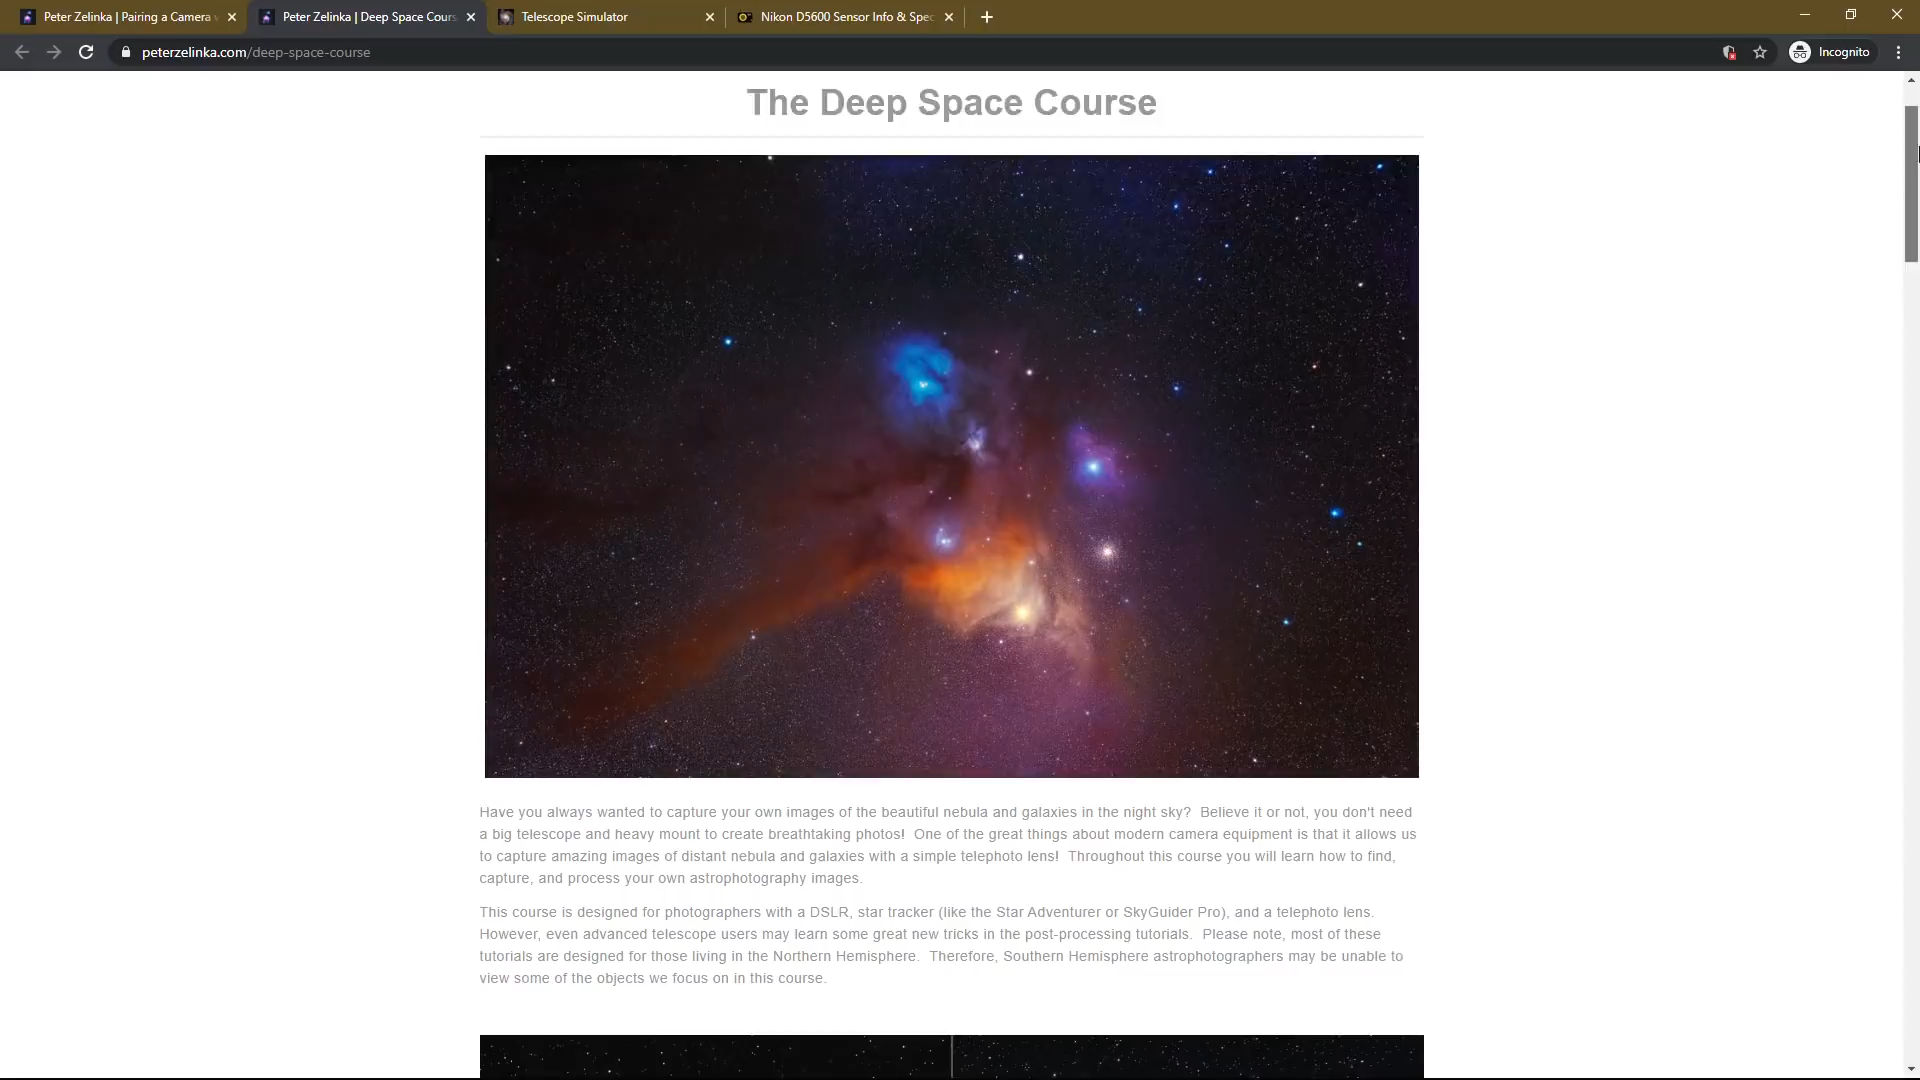 Peter Zelinka | Pairing a Camera
Peter Zelinka | Deep Space Cours
Telescope Simulator
Nikon D5600 Sensor Info & Spec
peterzelinka.com/deep-space-course
Incognito
The Deep Space Course
Have you always wanted to capture your own images of the beautiful nebula and galaxies in the night sky?  Believe it or not, you don't need
a big telescope and heavy mount to create breathtaking photos!  One of the great things about modern camera equipment is that it allows us
to capture amazing images of distant nebula and galaxies with a simple telephoto lens!  Throughout this course you will learn how to find,
capture, and process your own astrophotography images.
This course is designed for photographers with a DSLR, star tracker (like the Star Adventurer or SkyGuider Pro), and a telephoto lens.
However, even advanced telescope users may learn some great new tricks in the post-processing tutorials.  Please note, most of these
tutorials are designed for those living in the Northern Hemisphere.  Therefore, Southern Hemisphere astrophotographers may be unable to
view some of the objects we focus on in this course.